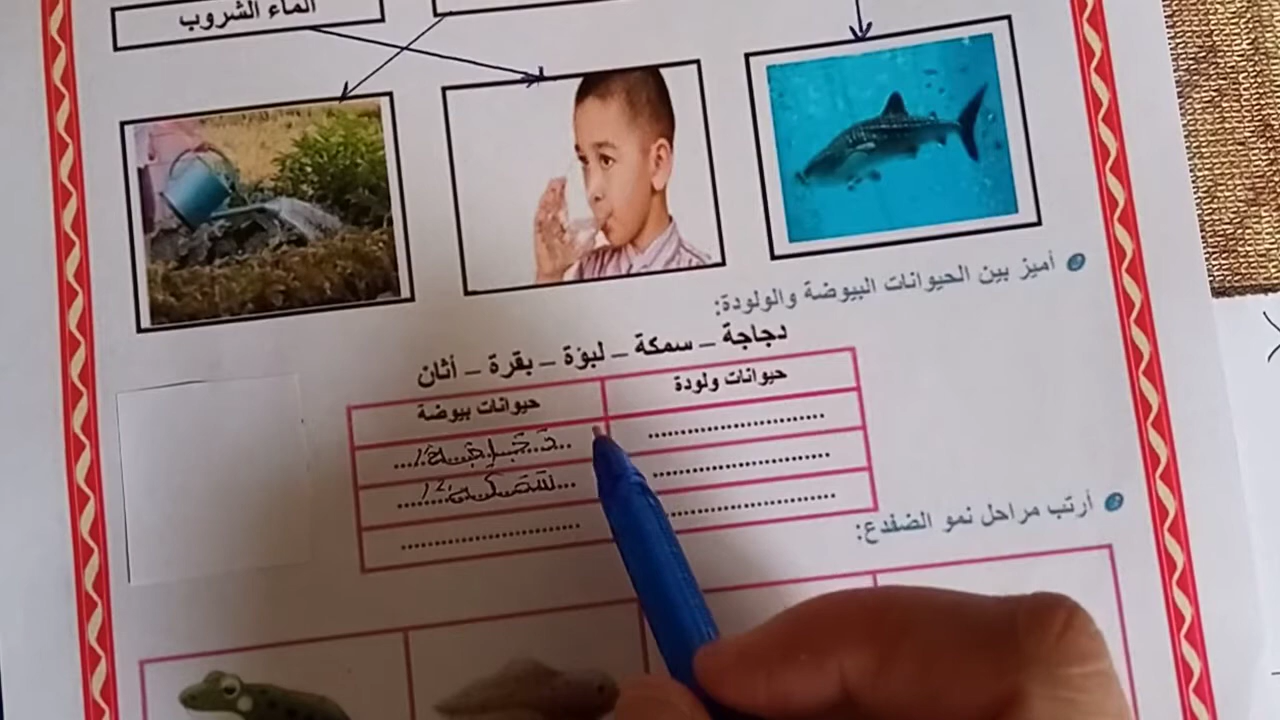 الماء الشروب
أميز بين الحيوانات البيوضة والولودة:
دجاجة – سمكة – لبؤة – بقرة – أثان
حيوانات ولودة
حيوانات بيوضة
دجاجة
سمكة
أرتب مراحل نمو الضفدع: